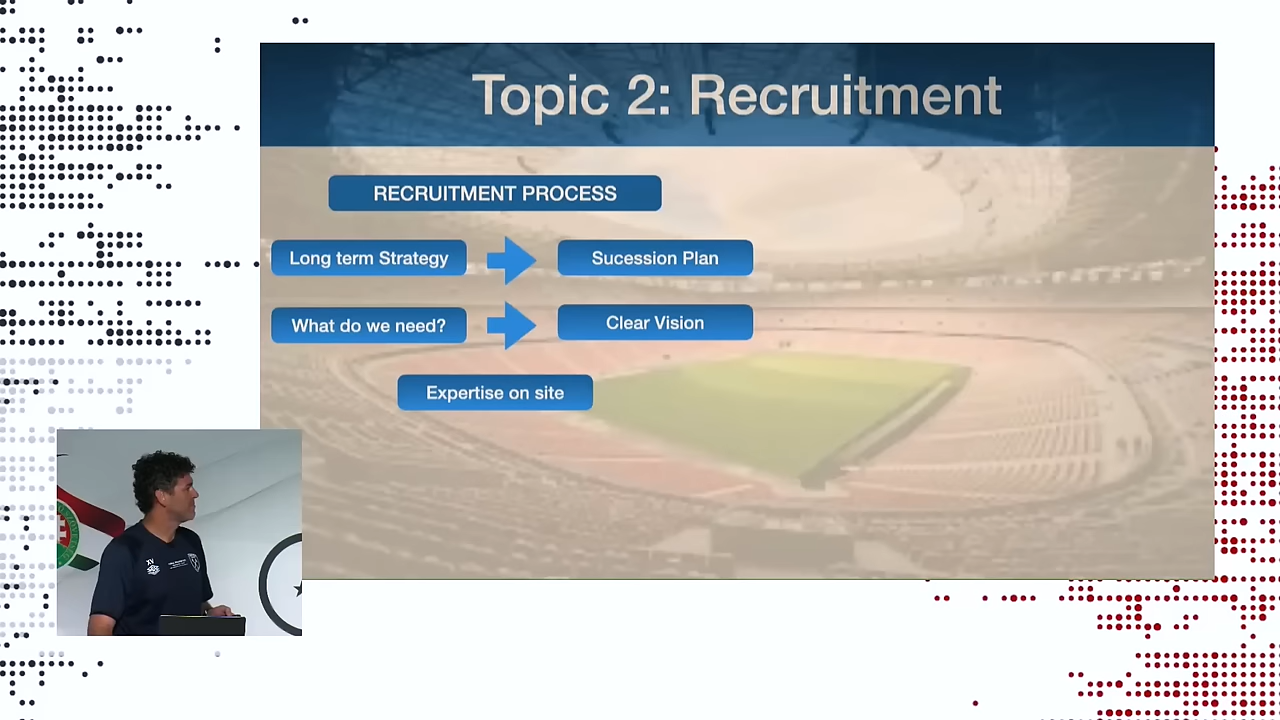 Topic 2: Recruitment
RECRUITMENT PROCESS
Long term Strategy
Sucession Plan
What do we need?
Clear Vision
Expertise on site
XV